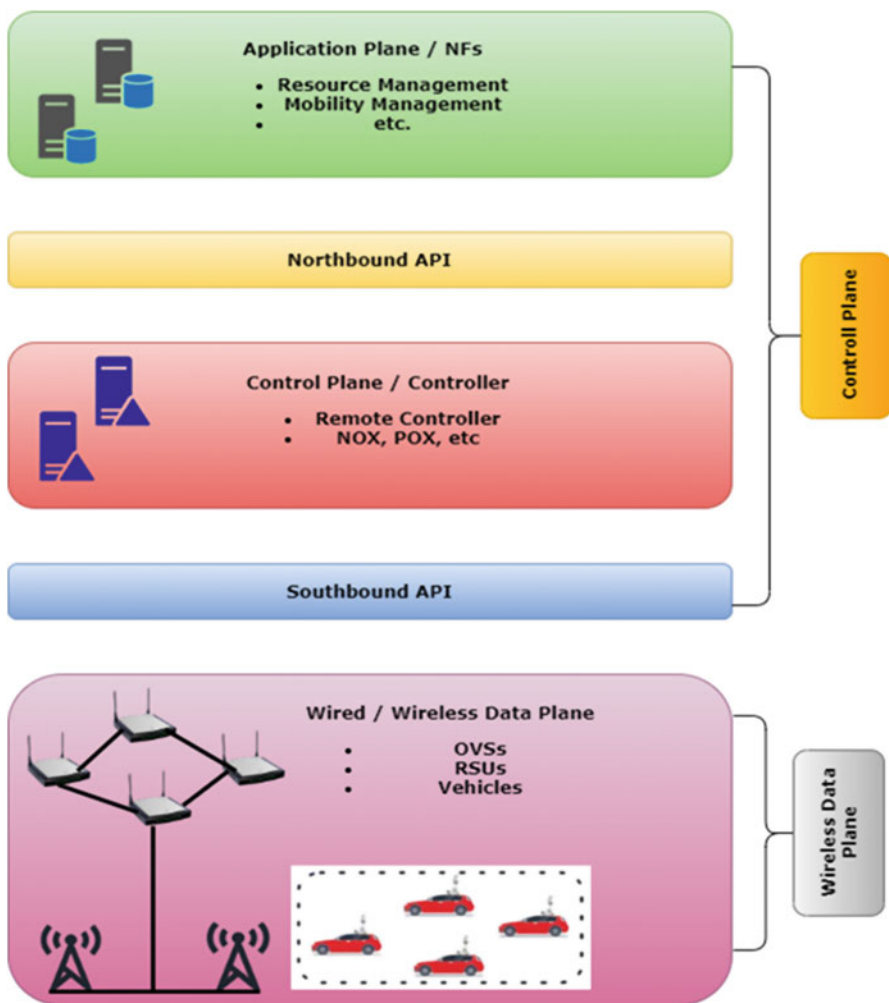 Application Plane / NFs
• Resource Management
• Mobility Management
• etc.
Northbound API
Control Plane / Controller
• Remote Controller
• NOX, POX, etc
Southbound API
Controll Plane
Wired / Wireless Data Plane
• OVSs
• RSUs
• Vehicles
Wireless Data
Plane